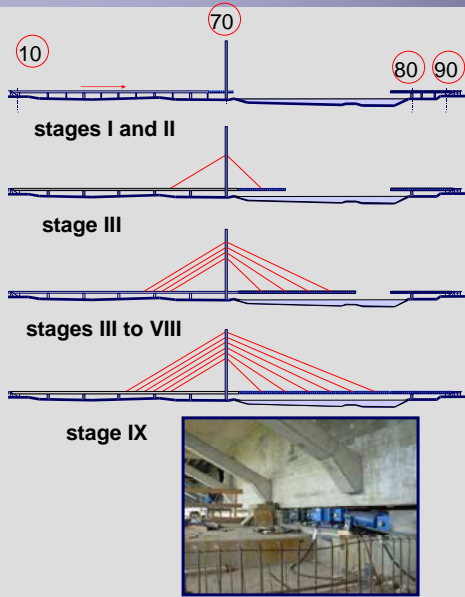 70
10
80 90
stages I and II
stage III
stages III to VIII
stage IX